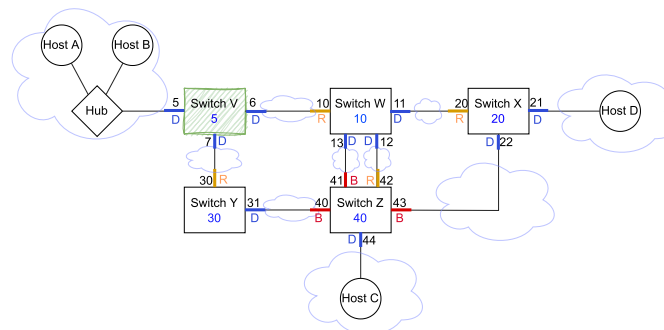 Host A
Host B
Hub
5
D
Switch V
5
6
D
7
D
10
R
Switch W
10
11
D
13
D
D
12
20
R
Switch X
20
21
D
Host D
D
22
30
R
Switch Y
30
31
D
41
B
R
42
40
B
Switch Z
40
43
B
D
44
Host C